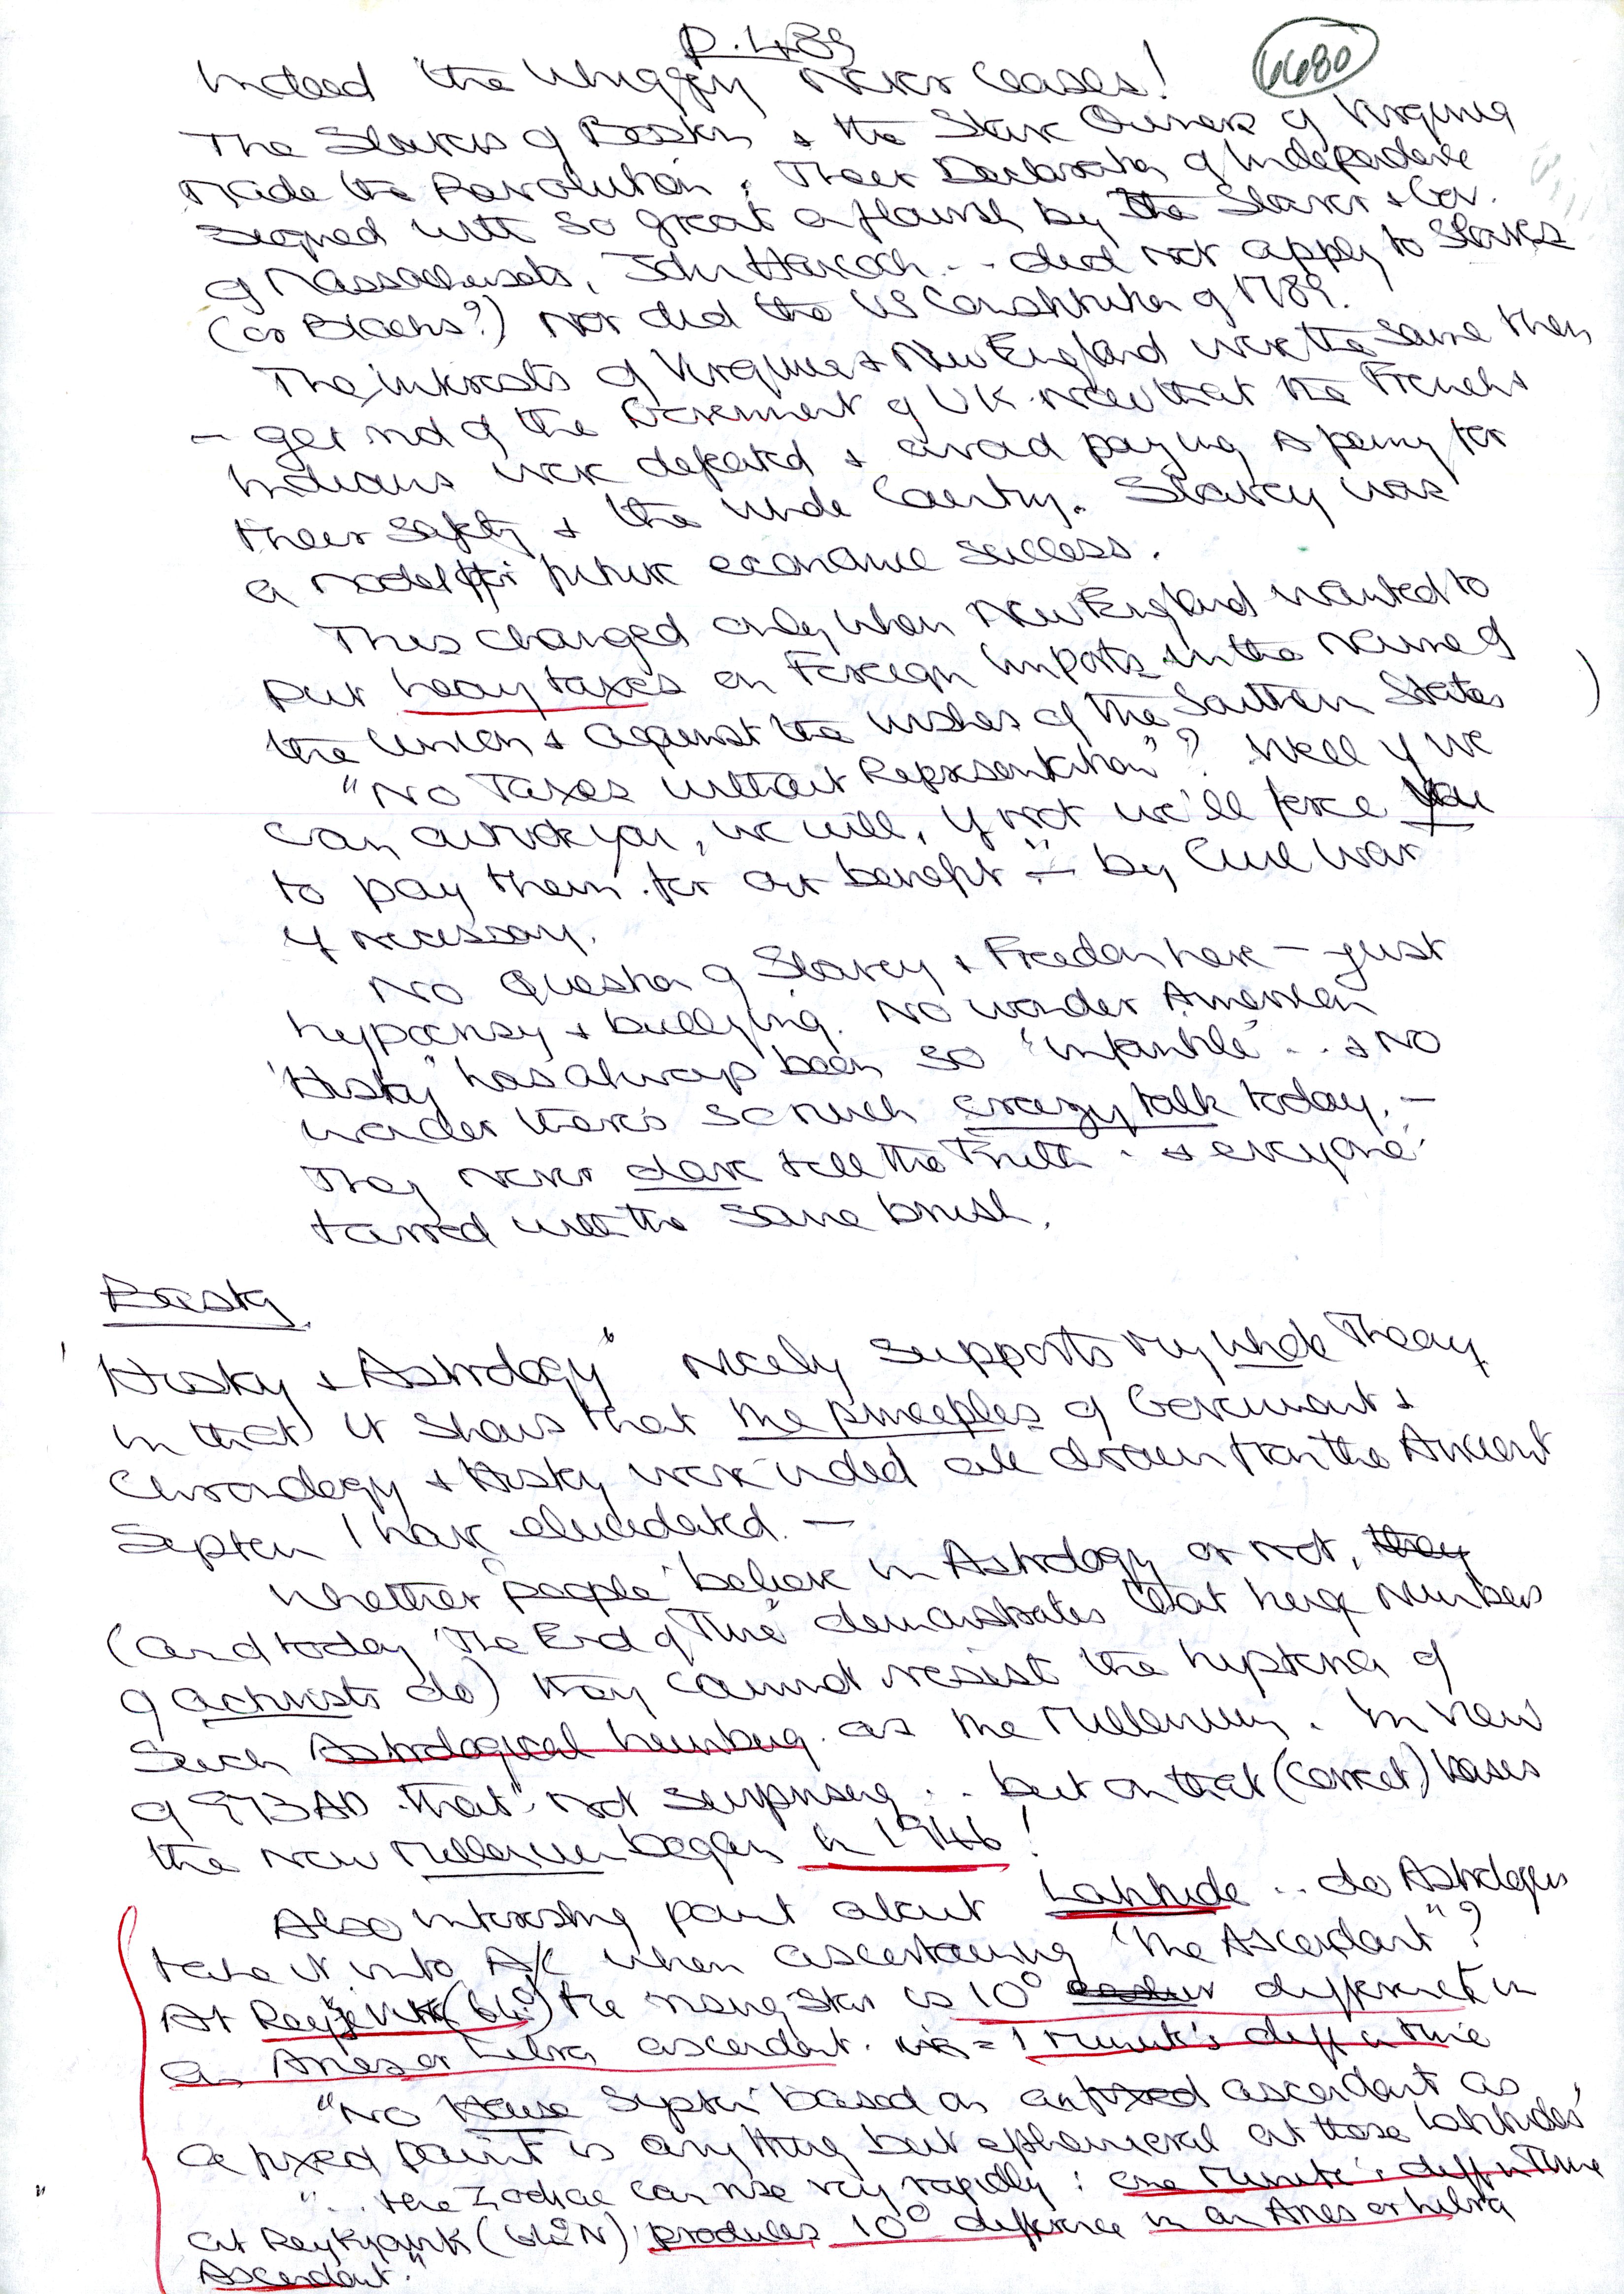 P. 489
6680
Indeed "the Whiggery" never ceases!
The Slavers of Boston & the Slave Owners of Virginia
made the Revolution. Their Declaration of Independence
signed with so great a flourish by the Slaver & Gov.
of Massachusets, John Hancock... did not apply to Slaves
(or Blacks?) Nor did the US Constitution of 1789.
The interests of Virginia & New England were the same then
— get rid of the Government of UK now that the French &
Indians were defeated & avoid paying a penny for
their safety & the whole Country. Slavery was
a model for future economic success.
This changed only when New England wanted to
put heavy taxes on Foreign Imports in the name of
the Union & against the wishes of the Southern States
"No Taxes without Representation"? Well if we
can outvote you, we will, if not we'll force you
to pay them for our benefit" — by Civil War
if necessary.
No Question of Slavery & Freedom here — just
hypocrisy & bullying. No wonder American
'History' has always been so 'infantile'.. & No
wonder there's so much crazy talk today. —
They never dare tell the Truth . & everyone's
tarred with the same brush.
'History & Astrology" nicely supports my whole Theory
in that it shows that the principles of Government &
Chronology & History were indeed all drawn from the Ancient
System I have elucidated. —
Whether 'people' believe in Astrology or not, they
(and today 'The End of Time' demonstrates that huge numbers
of activists do) they cannot resist the hysteria of
such Astrological humbug as the Millennium. In view
of 973 AD that's not surprising.. but on that (correct) basis
the new Millennium began in 1946!
Also interesting point about Latitude .. do Astrologers
take it into A/c when ascertaining "The Ascendant"?
At (64°) the rising star is 10° different in
an Aries or Libra ascendant. = 1 minute's diff in time
"No House System based on an ascendant as
a fixed point is anything but ephemeral at those latitudes'
"... the Zodiac can rise very rapidly: one minute's diff in Time
at Reykjavik (64°N) produces 10° difference in an Aries or Libra
Ascendant."